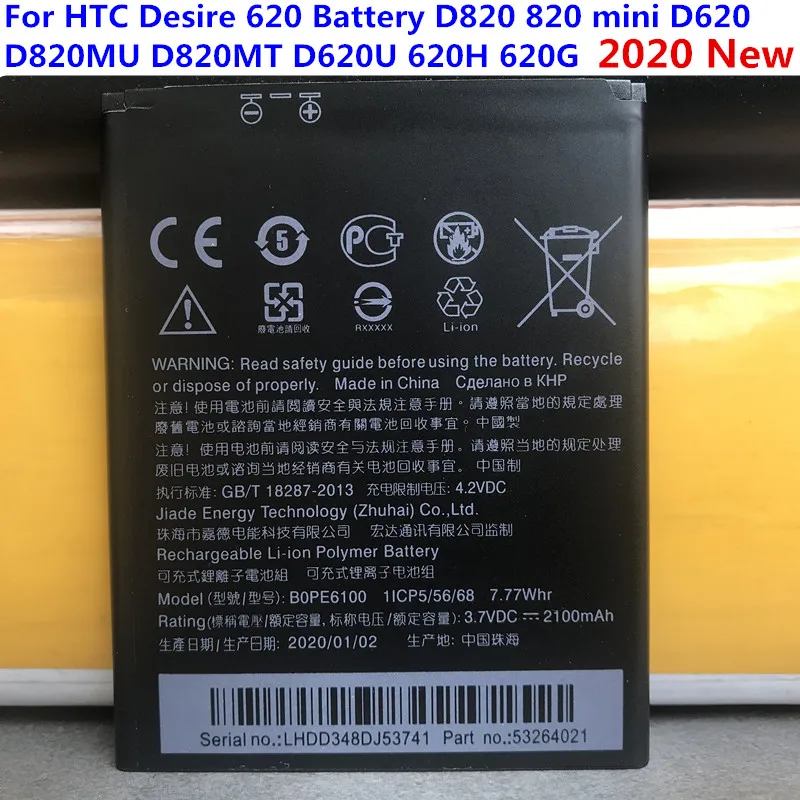 For HTC Desire 620 Battery D820 820 mini D620
D820MU D820MT D620U 620H 620G 2020 New
CE 5 PCT
廢電池請回收 RXXXXX Li-ion
WARNING: Read safety guide before using the battery. Recycle
or dispose of properly. Made in China Сделано в КНР
注意! 使用電池前請閱讀安全與法規注意手册。請遵照當地的規定處理
廢舊電池或諮詢當地經銷商有關電池回收事宜。中國製
注意! 使用电池前请阅读安全与法规注意手册。請遵照当地的规定处理
废旧电池或咨询当地经销商有关电池回收事宜。 中国制
执行标准: GB/T 18287-2013 充电限制电压: 4.2VDC
Jiade Energy Technology (Zhuhai) Co.,Ltd.
珠海市嘉德电能科技有限公司 宏达通讯有限公司监制
Rechargeable Li-ion Polymer Battery
可充式鋰離子電池組 可充式锂离子电池组
Model (型號/型号): B0PE6100 1ICP5/56/68 7.77Whr
Rating(標稱電壓/額定容量, 标称电压/额定容量): 3.7VDC 2100mAh
生產日期/生产日期: 2020/01/02 生产地: 中国珠海
Serial no.: LHDD348DJ53741 Part no.: 53264021